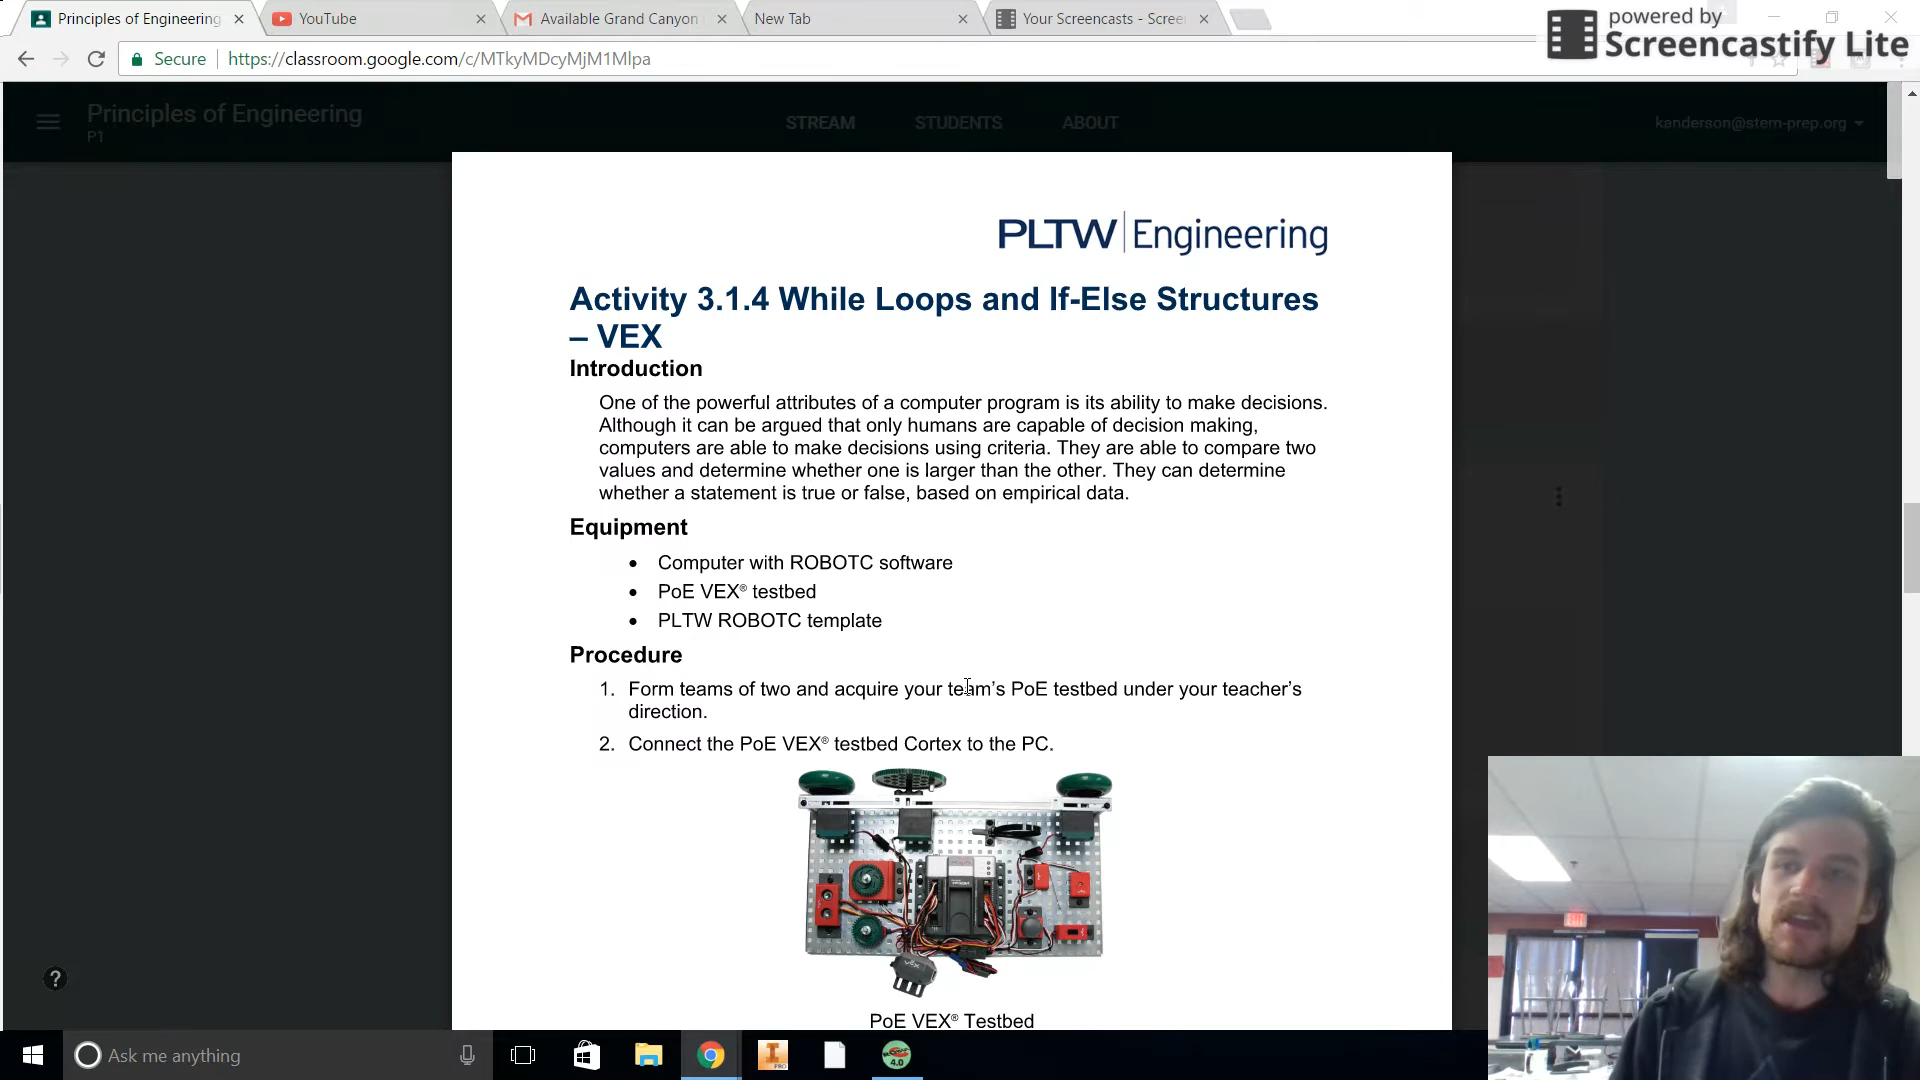 Principles of Engineering
YouTube
Available Grand Canyon
New Tab
Your Screencasts - Scree
powered by
Screencastify Lite
Secure
https://classroom.google.com/c/MTkyMDcyMjM1Mlpa
Principles of Engineering
P1
STREAM
STUDENTS
ABOUT
kanderson@stem-prep.org
PLTW Engineering
Activity 3.1.4 While Loops and If-Else Structures
– VEX
Introduction
One of the powerful attributes of a computer program is its ability to make decisions.
Although it can be argued that only humans are capable of decision making,
computers are able to make decisions using criteria. They are able to compare two
values and determine whether one is larger than the other. They can determine
whether a statement is true or false, based on empirical data.
Equipment
• Computer with ROBOTC software
• PoE VEX® testbed
• PLTW ROBOTC template
Procedure
1. Form teams of two and acquire your team's PoE testbed under your teacher's
direction.
2. Connect the PoE VEX® testbed Cortex to the PC.
PoE VEX® Testbed
?
Ask me anything
PRO
4.0